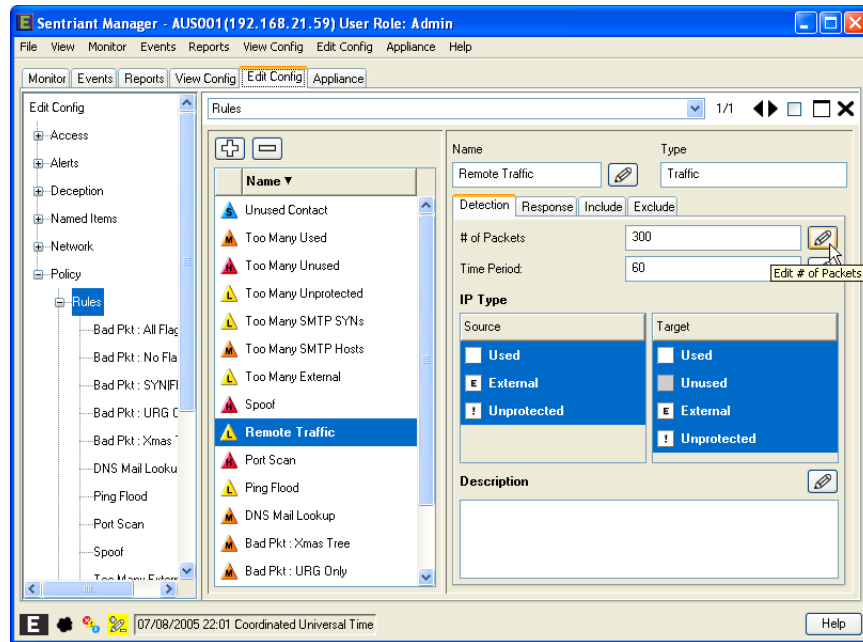 E Sentriant Manager - AUS001(192.168.21.59) User Role: Admin
File View Monitor Events Reports View Config Edit Config Appliance Help
Monitor Events Reports View Config Edit Config Appliance
Edit Config
Access
Alerts
Deception
Named Items
Network
Policy
Rules
Bad Pkt : All Flag
Bad Pkt : No Fla
Bad Pkt : SYN|FI
Bad Pkt : URG O
Bad Pkt : Xmas T
DNS Mail Looku
Ping Flood
Port Scan
Spoof
Too Many Extern
Rules 1/1
Name ▼
S Unused Contact
M Too Many Used
H Too Many Unused
L Too Many Unprotected
L Too Many SMTP SYNs
M Too Many SMTP Hosts
L Too Many External
H Spoof
L Remote Traffic
H Port Scan
L Ping Flood
M DNS Mail Lookup
M Bad Pkt : Xmas Tree
M Bad Pkt : URG Only
Name Type
Remote Traffic Traffic
Detection Response Include Exclude
# of Packets 300
Time Period: 60
Edit # of Packets
IP Type
Source
Used
E External
! Unprotected
Target
Used
Unused
E External
! Unprotected
Description
E 07/08/2005 22:01 Coordinated Universal Time Help